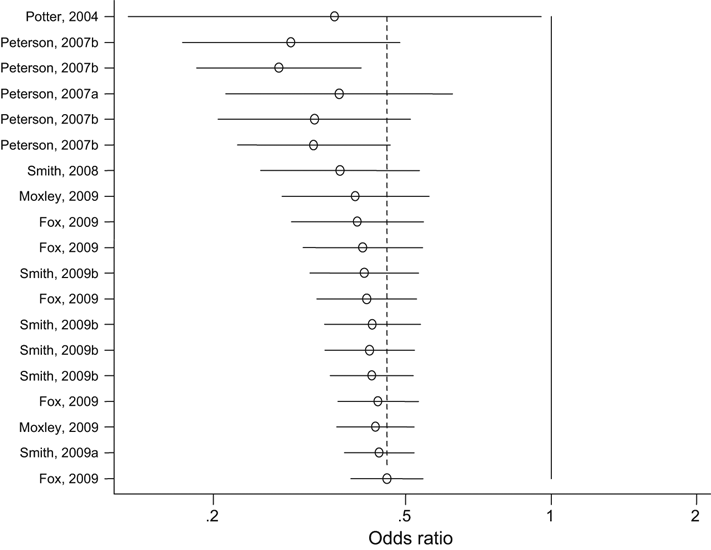 Potter, 2004
Peterson, 2007b
Peterson, 2007b
Peterson, 2007a
Peterson, 2007b
Peterson, 2007b
Smith, 2008
Moxley, 2009
Fox, 2009
Fox, 2009
Smith, 2009b
Fox, 2009
Smith, 2009b
Smith, 2009b
Smith, 2009b
Fox, 2009
Moxley, 2009
Smith, 2009a
Fox, 2009
.2 .5 1 2
Odds ratio